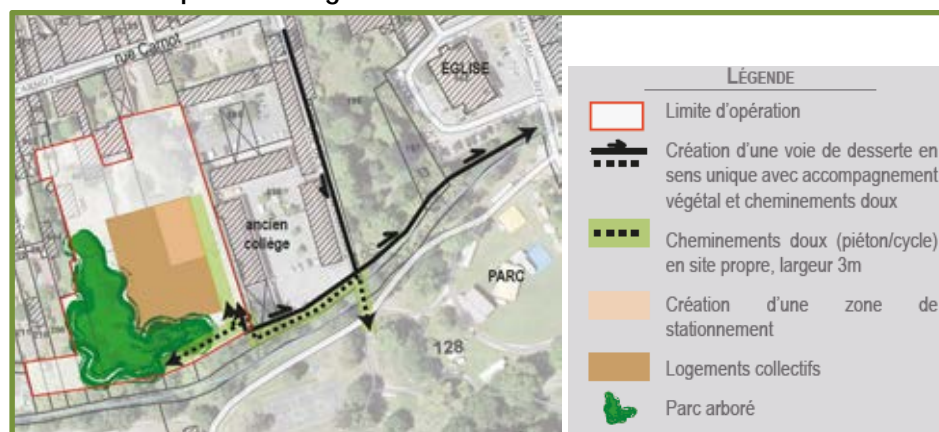 rue Carnot
EGLISE
ancien
collège
PARC
128
LÉGENDE
Limite d'opération
Création d'une voie de desserte en
sens unique avec accompagnement
végétal et cheminements doux
Cheminements doux (piéton/cycle)
en site propre, largeur 3m
Création d'une zone de
stationnement
Logements collectifs
Parc arboré